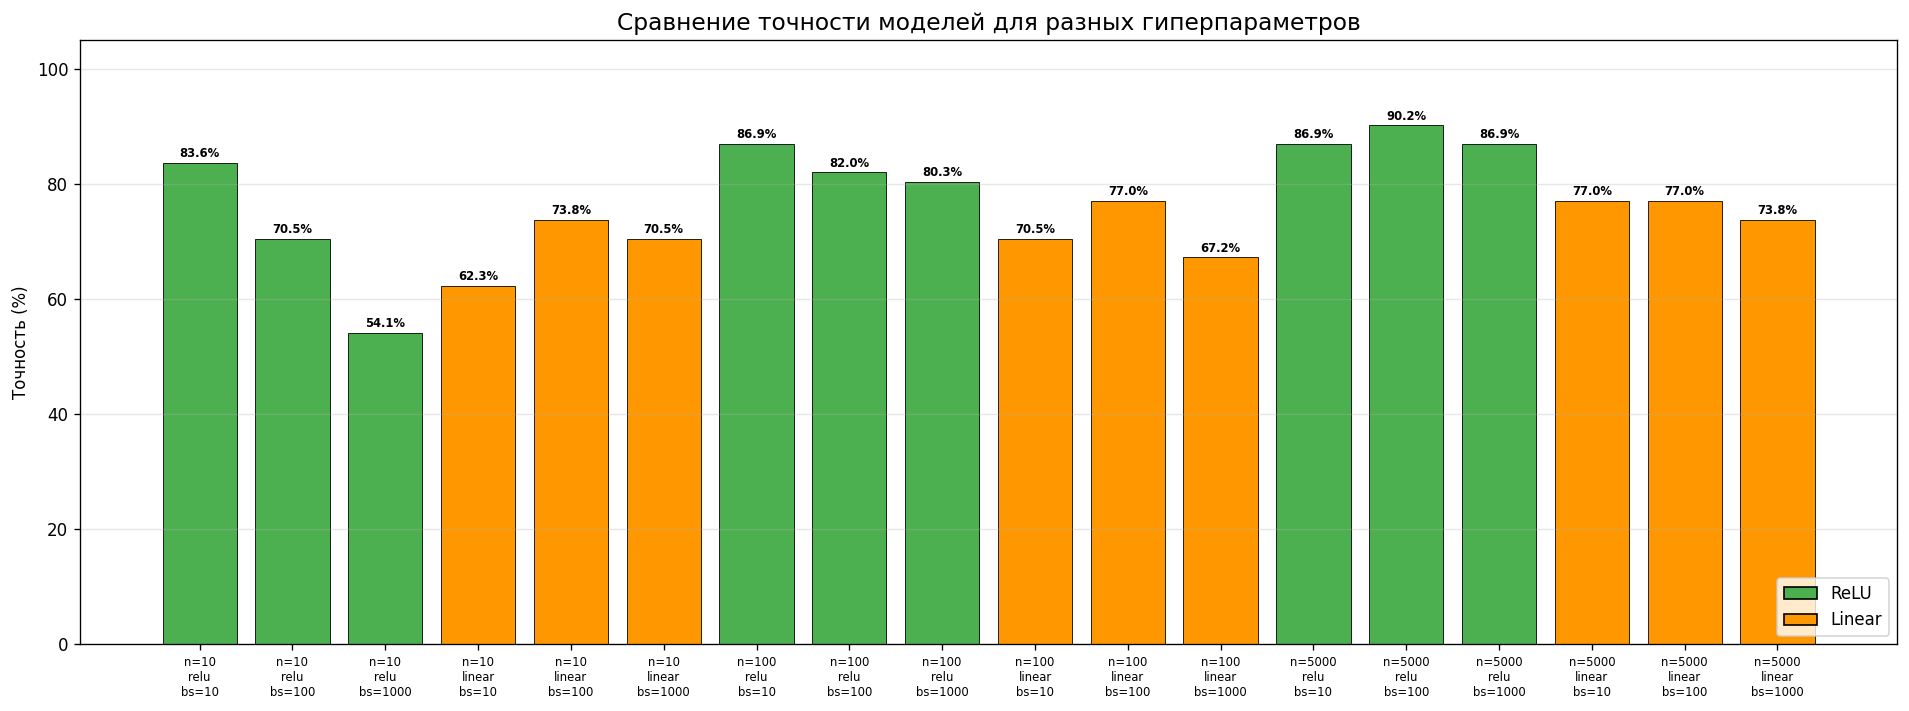 Сравнение точности моделей для разных гиперпараметров
Точность (%)
100
80
60
40
20
0
83.6%
70.5%
54.1%
62.3%
73.8%
70.5%
86.9%
82.0%
80.3%
70.5%
77.0%
67.2%
86.9%
90.2%
86.9%
77.0%
77.0%
73.8%
n=10
relu
bs=10
n=10
relu
bs=100
n=10
relu
bs=1000
n=10
linear
bs=10
n=10
linear
bs=100
n=10
linear
bs=1000
n=100
relu
bs=10
n=100
relu
bs=100
n=100
relu
bs=1000
n=100
linear
bs=10
n=100
linear
bs=100
n=100
linear
bs=1000
n=5000
relu
bs=10
n=5000
relu
bs=100
n=5000
relu
bs=1000
n=5000
linear
bs=10
n=5000
linear
bs=100
n=5000
linear
bs=1000
ReLU
Linear